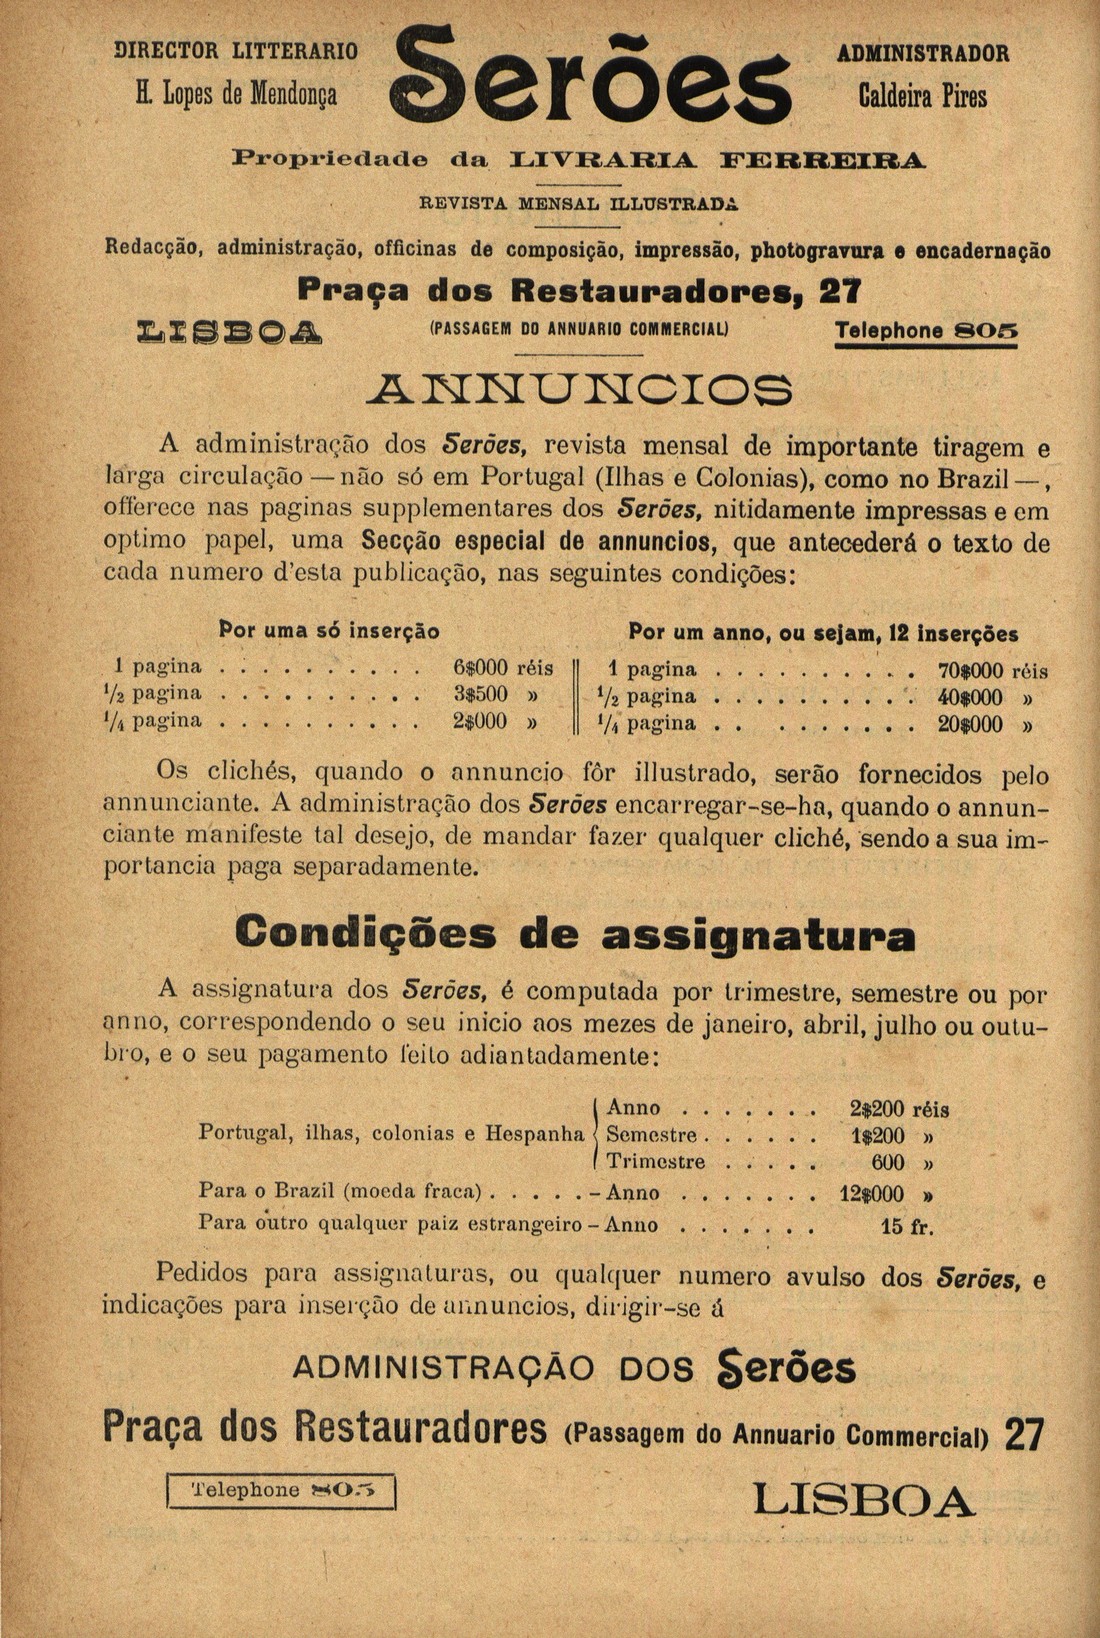 DIRECTOR LITTERARIO
H. Lopes de Mendonça
Serões
ADMINISTRADOR
Caldeira Pires
Propriedade da LIVRARIA FERREIRA
REVISTA MENSAL ILLUSTRADA
Redacção, administração, officinas de composição, impressão, photogravura e encadernação
Praça dos Restauradores, 27
LISBOA (PASSAGEM DO ANNUARIO COMMERCIAL) Telephone 805
ANNUNCIOS
A administração dos Serões, revista mensal de importante tiragem e
larga circulação — não só em Portugal (Ilhas e Colonias), como no Brazil —,
offerece nas paginas supplementares dos Serões, nitidamente impressas e em
optimo papel, uma Secção especial de annuncios, que antecederá o texto de
cada numero d'esta publicação, nas seguintes condições:
Por uma só inserção
1 pagina . . . . . . . . . . 6$000 réis
1/2 pagina . . . . . . . . . . 3$500 »
1/4 pagina . . . . . . . . . . 2$000 »
Por um anno, ou sejam, 12 inserções
1 pagina . . . . . . . . . . 70$000 réis
1/2 pagina . . . . . . . . . . 40$000 »
1/4 pagina . . . . . . . . . 20$000 »
Os clichés, quando o annuncio fôr illustrado, serão fornecidos pelo
annunciante. A administração dos Serões encarregar-se-ha, quando o annun-
ciante manifeste tal desejo, de mandar fazer qualquer cliché, sendo a sua im-
portancia paga separadamente.
Condições de assignatura
A assignatura dos Serões, é computada por trimestre, semestre ou por
anno, correspondendo o seu inicio aos mezes de janeiro, abril, julho ou outu-
bro, e o seu pagamento feito adiantadamente:
Portugal, ilhas, colonias e Hespanha
Anno . . . . . . . 2$200 réis
Semestre . . . . . . 1$200 »
Trimestre . . . . . 600 »
Para o Brazil (moeda fraca) . . . . . – Anno . . . . . . . 12$000 »
Para outro qualquer paiz estrangeiro – Anno . . . . . . . 15 fr.
Pedidos para assignaturas, ou qualquer numero avulso dos Serões, e
indicações para inserção de annuncios, dirigir-se á
ADMINISTRAÇÃO DOS Serões
Praça dos Restauradores (Passagem do Annuario Commercial) 27
Telephone 805
LISBOA